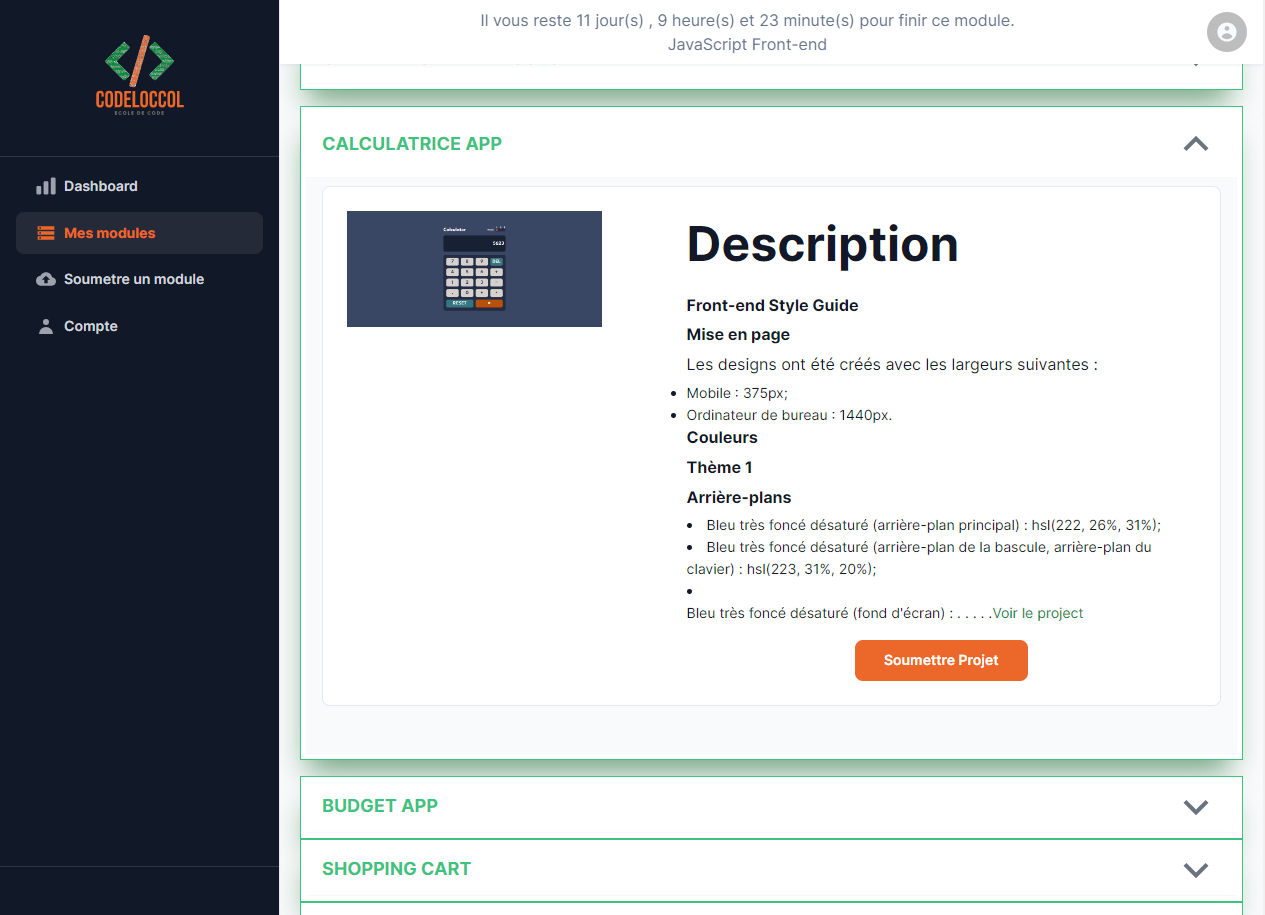 CODELOCCOL
ECOLE DE CODE
Dashboard
Mes modules
Soumetre un module
Compte
Il vous reste 11 jour(s) , 9 heure(s) et 23 minute(s) pour finir ce module.
JavaScript Front-end
CALCULATRICE APP
Calculator
5623
7 8 9 DEL
4 5 6 +
1 2 3 -
. 0 ÷ ×
RESET =
Description
Front-end Style Guide
Mise en page
Les designs ont été créés avec les largeurs suivantes :
Mobile : 375px;
Ordinateur de bureau : 1440px.
Couleurs
Thème 1
Arrière-plans
Bleu très foncé désaturé (arrière-plan principal) : hsl(222, 26%, 31%);
Bleu très foncé désaturé (arrière-plan de la bascule, arrière-plan du
clavier) : hsl(223, 31%, 20%);
Bleu très foncé désaturé (fond d'écran) : . . . . .Voir le project
Soumettre Projet
BUDGET APP
SHOPPING CART